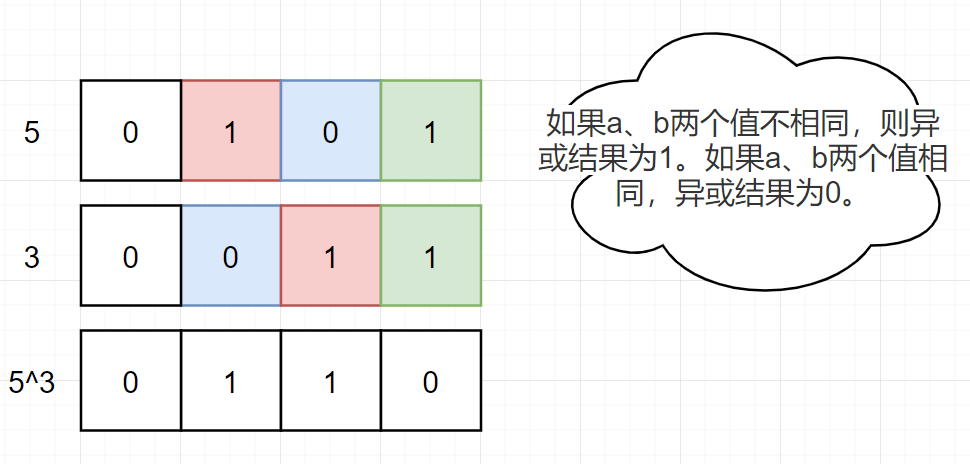 5 0 1 0 1
如果a、b两个值不相同，则异
或结果为1。如果a、b两个值相
同，异或结果为0。
3 0 0 1 1
5^3 0 1 1 0